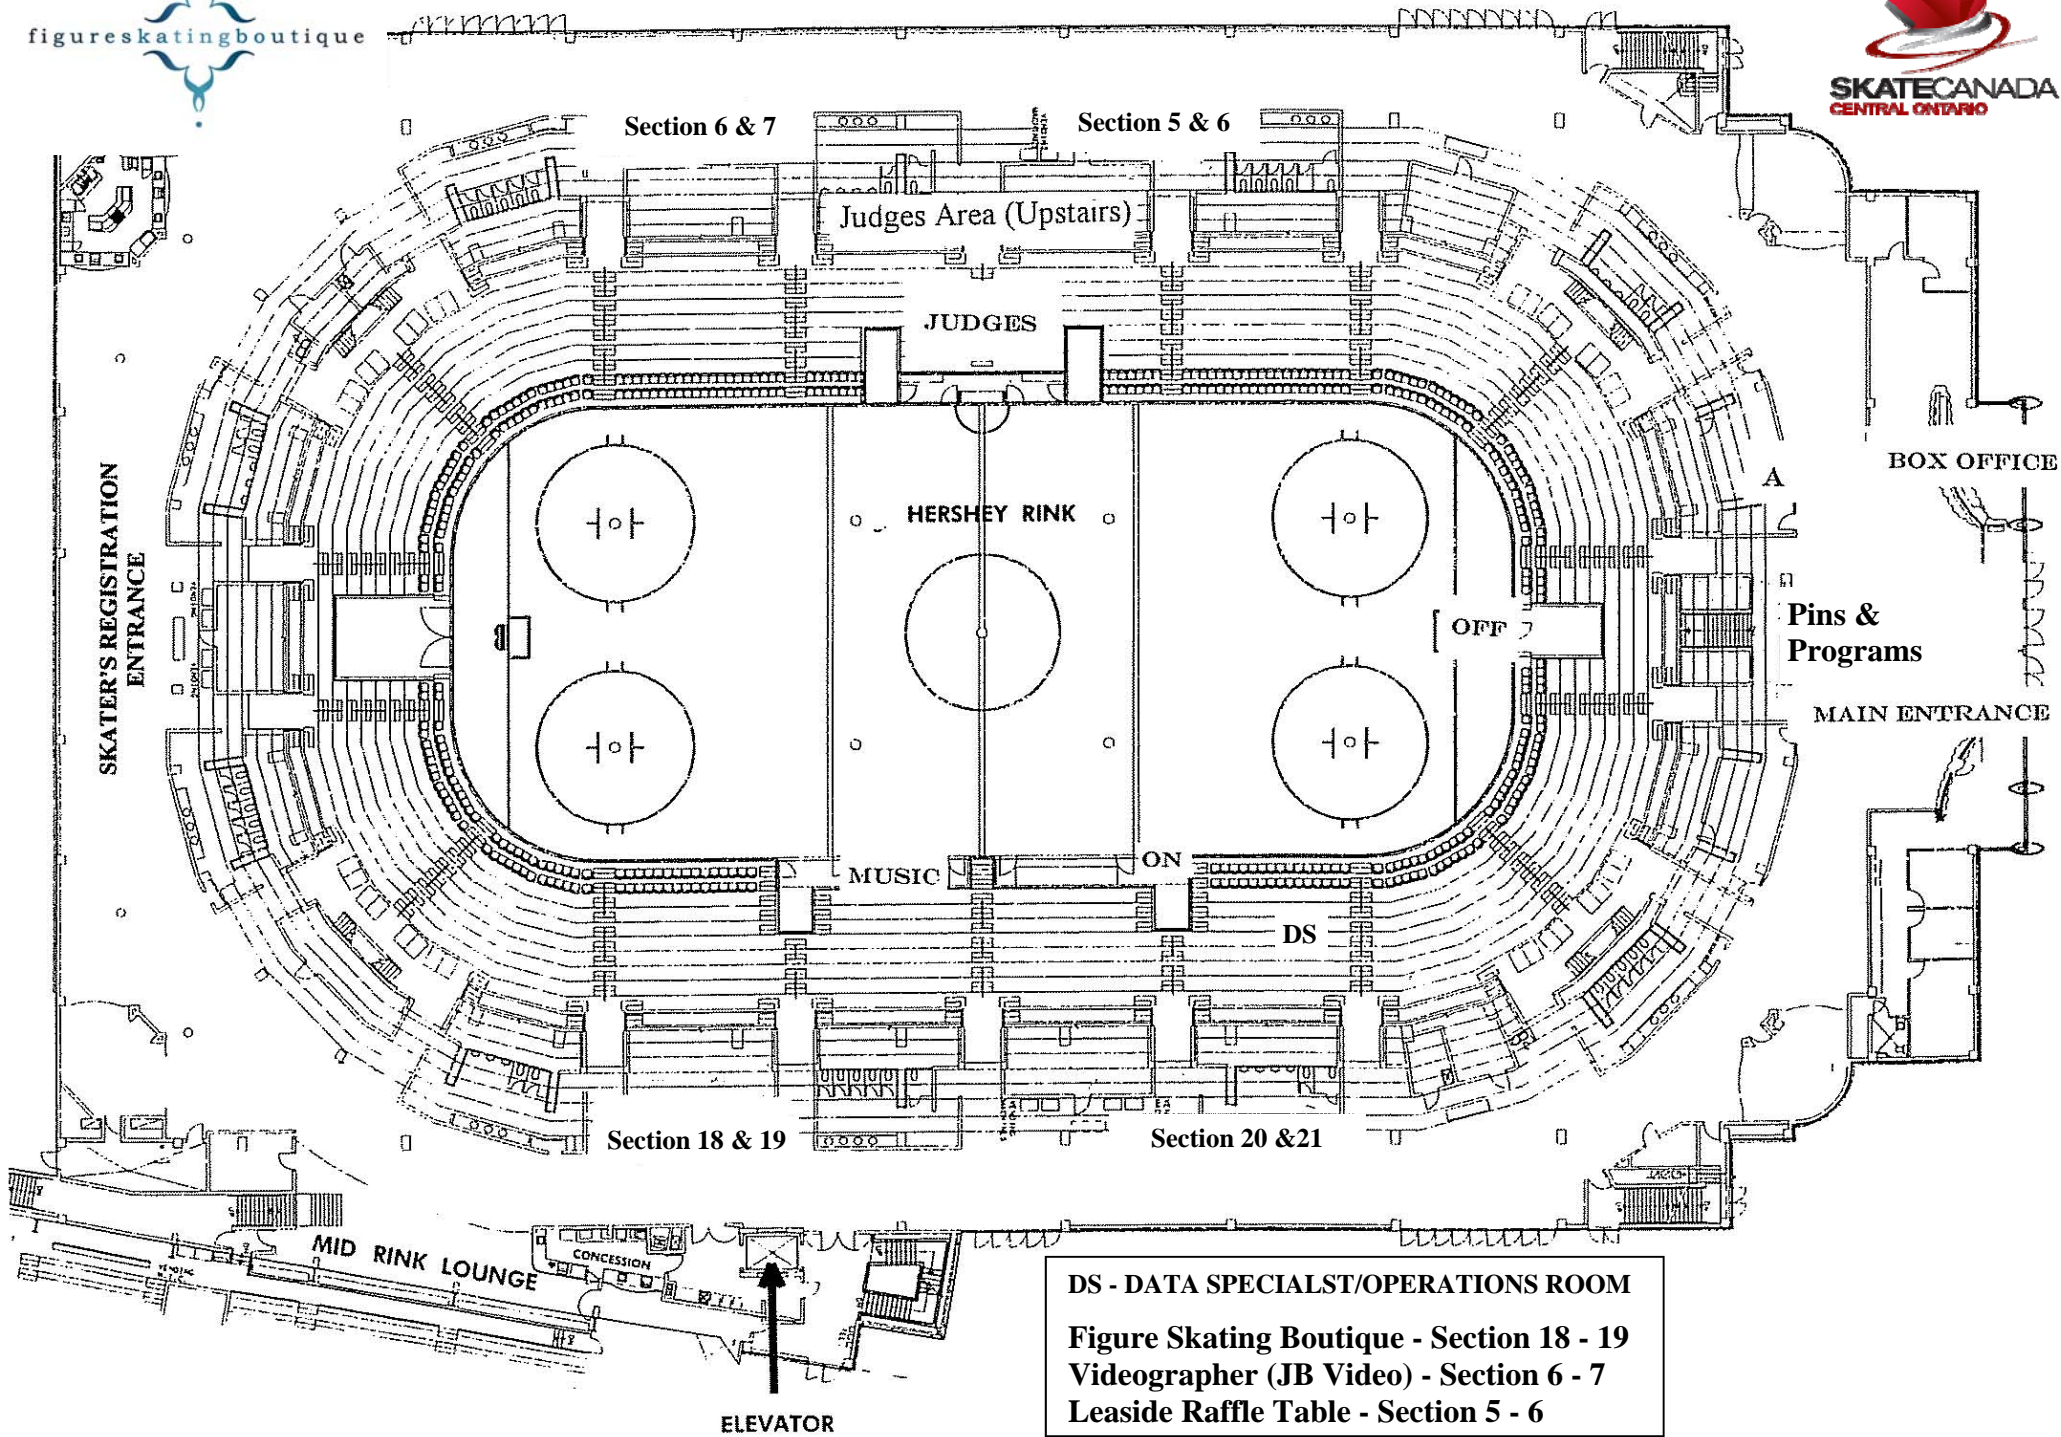 figureskatingboutique
SKATECANADA
CENTRAL ONTARIO
Section 6 & 7
Section 5 & 6
Judges Area (Upstairs)
JUDGES
BOX OFFICE
A
HERSHEY RINK
SKATER'S REGISTRATION
ENTRANCE
OFF
Pins &
Programs
MAIN ENTRANCE
MUSIC
ON
DS
Section 18 & 19
Section 20 &21
MID RINK LOUNGE
CONCESSION
ELEVATOR
DS - DATA SPECIALST/OPERATIONS ROOM
Figure Skating Boutique - Section 18 - 19
Videographer (JB Video) - Section 6 - 7
Leaside Raffle Table - Section 5 - 6